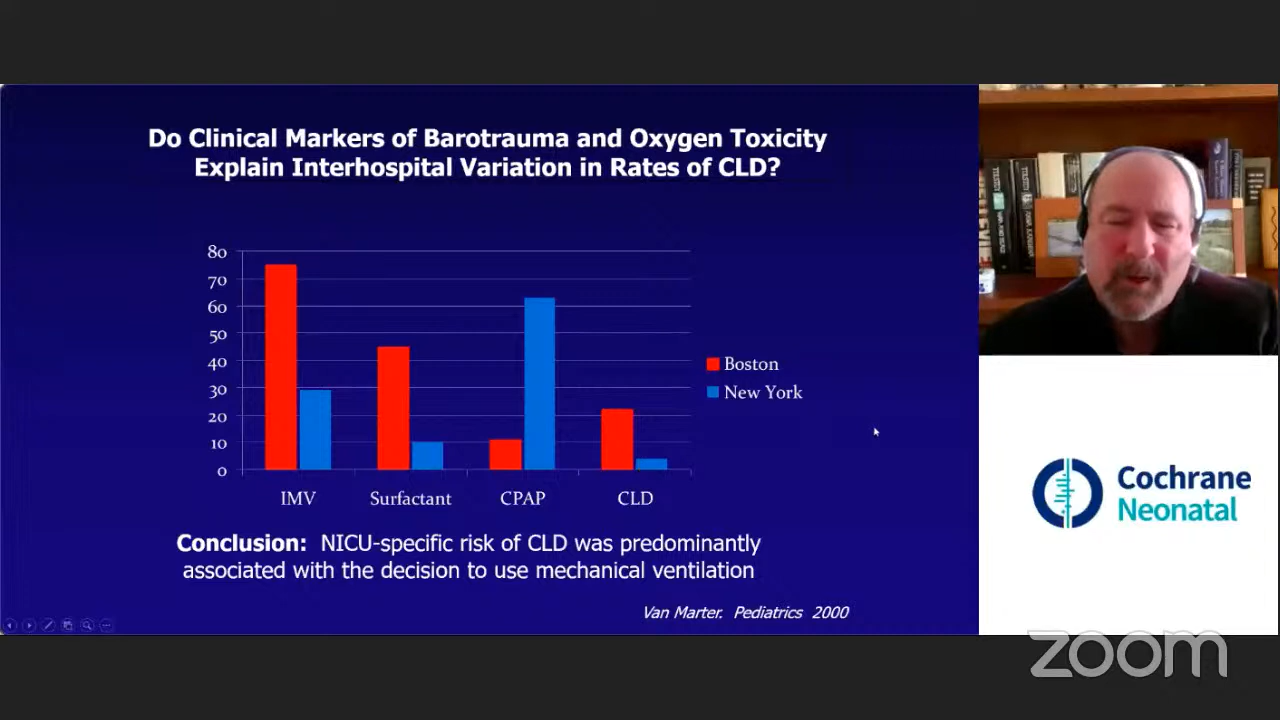 Do Clinical Markers of Barotrauma and Oxygen Toxicity
Explain Interhospital Variation in Rates of CLD?
80
70
60
50
40
30
20
10
0
IMV Surfactant CPAP CLD
Boston
New York
Conclusion: NICU-specific risk of CLD was predominantly
associated with the decision to use mechanical ventilation
Van Marter. Pediatrics 2000
Cochrane
Neonatal
zoom